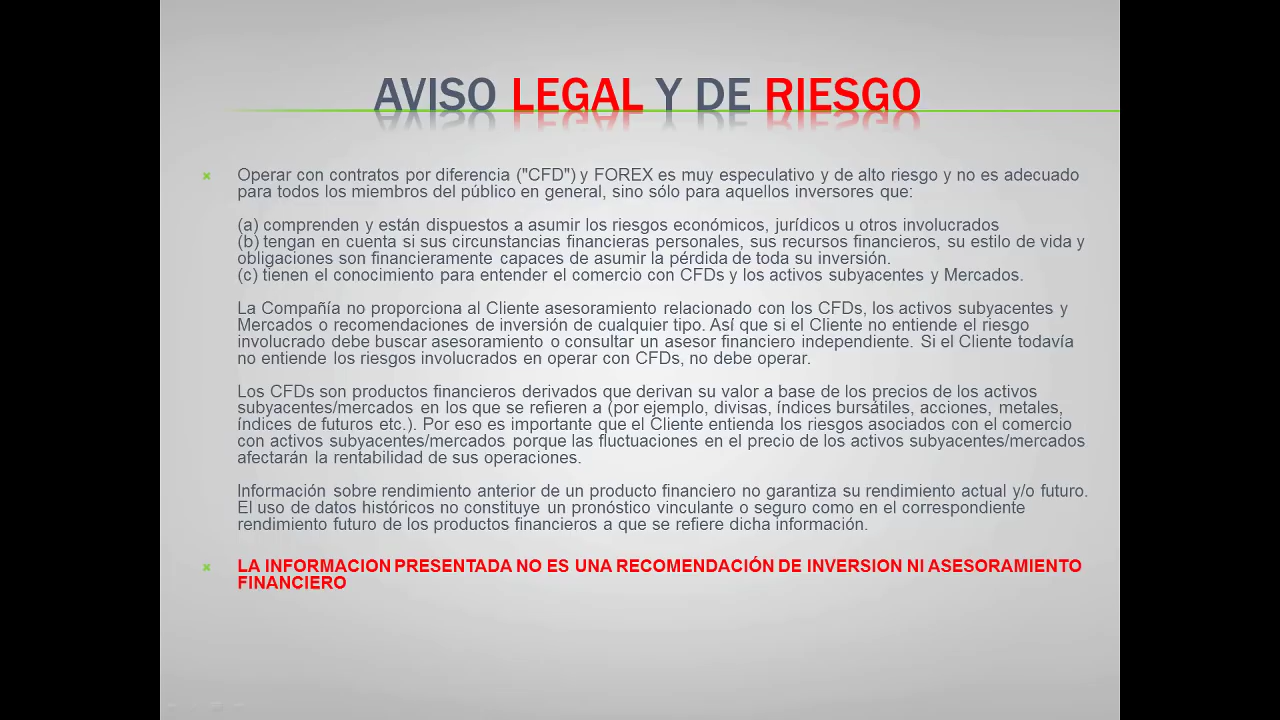 AVISO LEGAL Y DE RIESGO
Operar con contratos por diferencia ("CFD") y FOREX es muy especulativo y de alto riesgo y no es adecuado
para todos los miembros del público en general, sino sólo para aquellos inversores que:
(a) comprenden y están dispuestos a asumir los riesgos económicos, jurídicos u otros involucrados
(b) tengan en cuenta si sus circunstancias financieras personales, sus recursos financieros, su estilo de vida y
obligaciones son financieramente capaces de asumir la pérdida de toda su inversión.
(c) tienen el conocimiento para entender el comercio con CFDs y los activos subyacentes y Mercados.
La Compañía no proporciona al Cliente asesoramiento relacionado con los CFDs, los activos subyacentes y
Mercados o recomendaciones de inversión de cualquier tipo. Así que si el Cliente no entiende el riesgo
involucrado debe buscar asesoramiento o consultar un asesor financiero independiente. Si el Cliente todavía
no entiende los riesgos involucrados en operar con CFDs, no debe operar.
Los CFDs son productos financieros derivados que derivan su valor a base de los precios de los activos
subyacentes/mercados en los que se refieren a (por ejemplo, divisas, índices bursátiles, acciones, metales,
índices de futuros etc.). Por eso es importante que el Cliente entienda los riesgos asociados con el comercio
con activos subyacentes/mercados porque las fluctuaciones en el precio de los activos subyacentes/mercados
afectarán la rentabilidad de sus operaciones.
Información sobre rendimiento anterior de un producto financiero no garantiza su rendimiento actual y/o futuro.
El uso de datos históricos no constituye un pronóstico vinculante o seguro como en el correspondiente
rendimiento futuro de los productos financieros a que se refiere dicha información.
LA INFORMACION PRESENTADA NO ES UNA RECOMENDACIÓN DE INVERSION NI ASESORAMIENTO
FINANCIERO